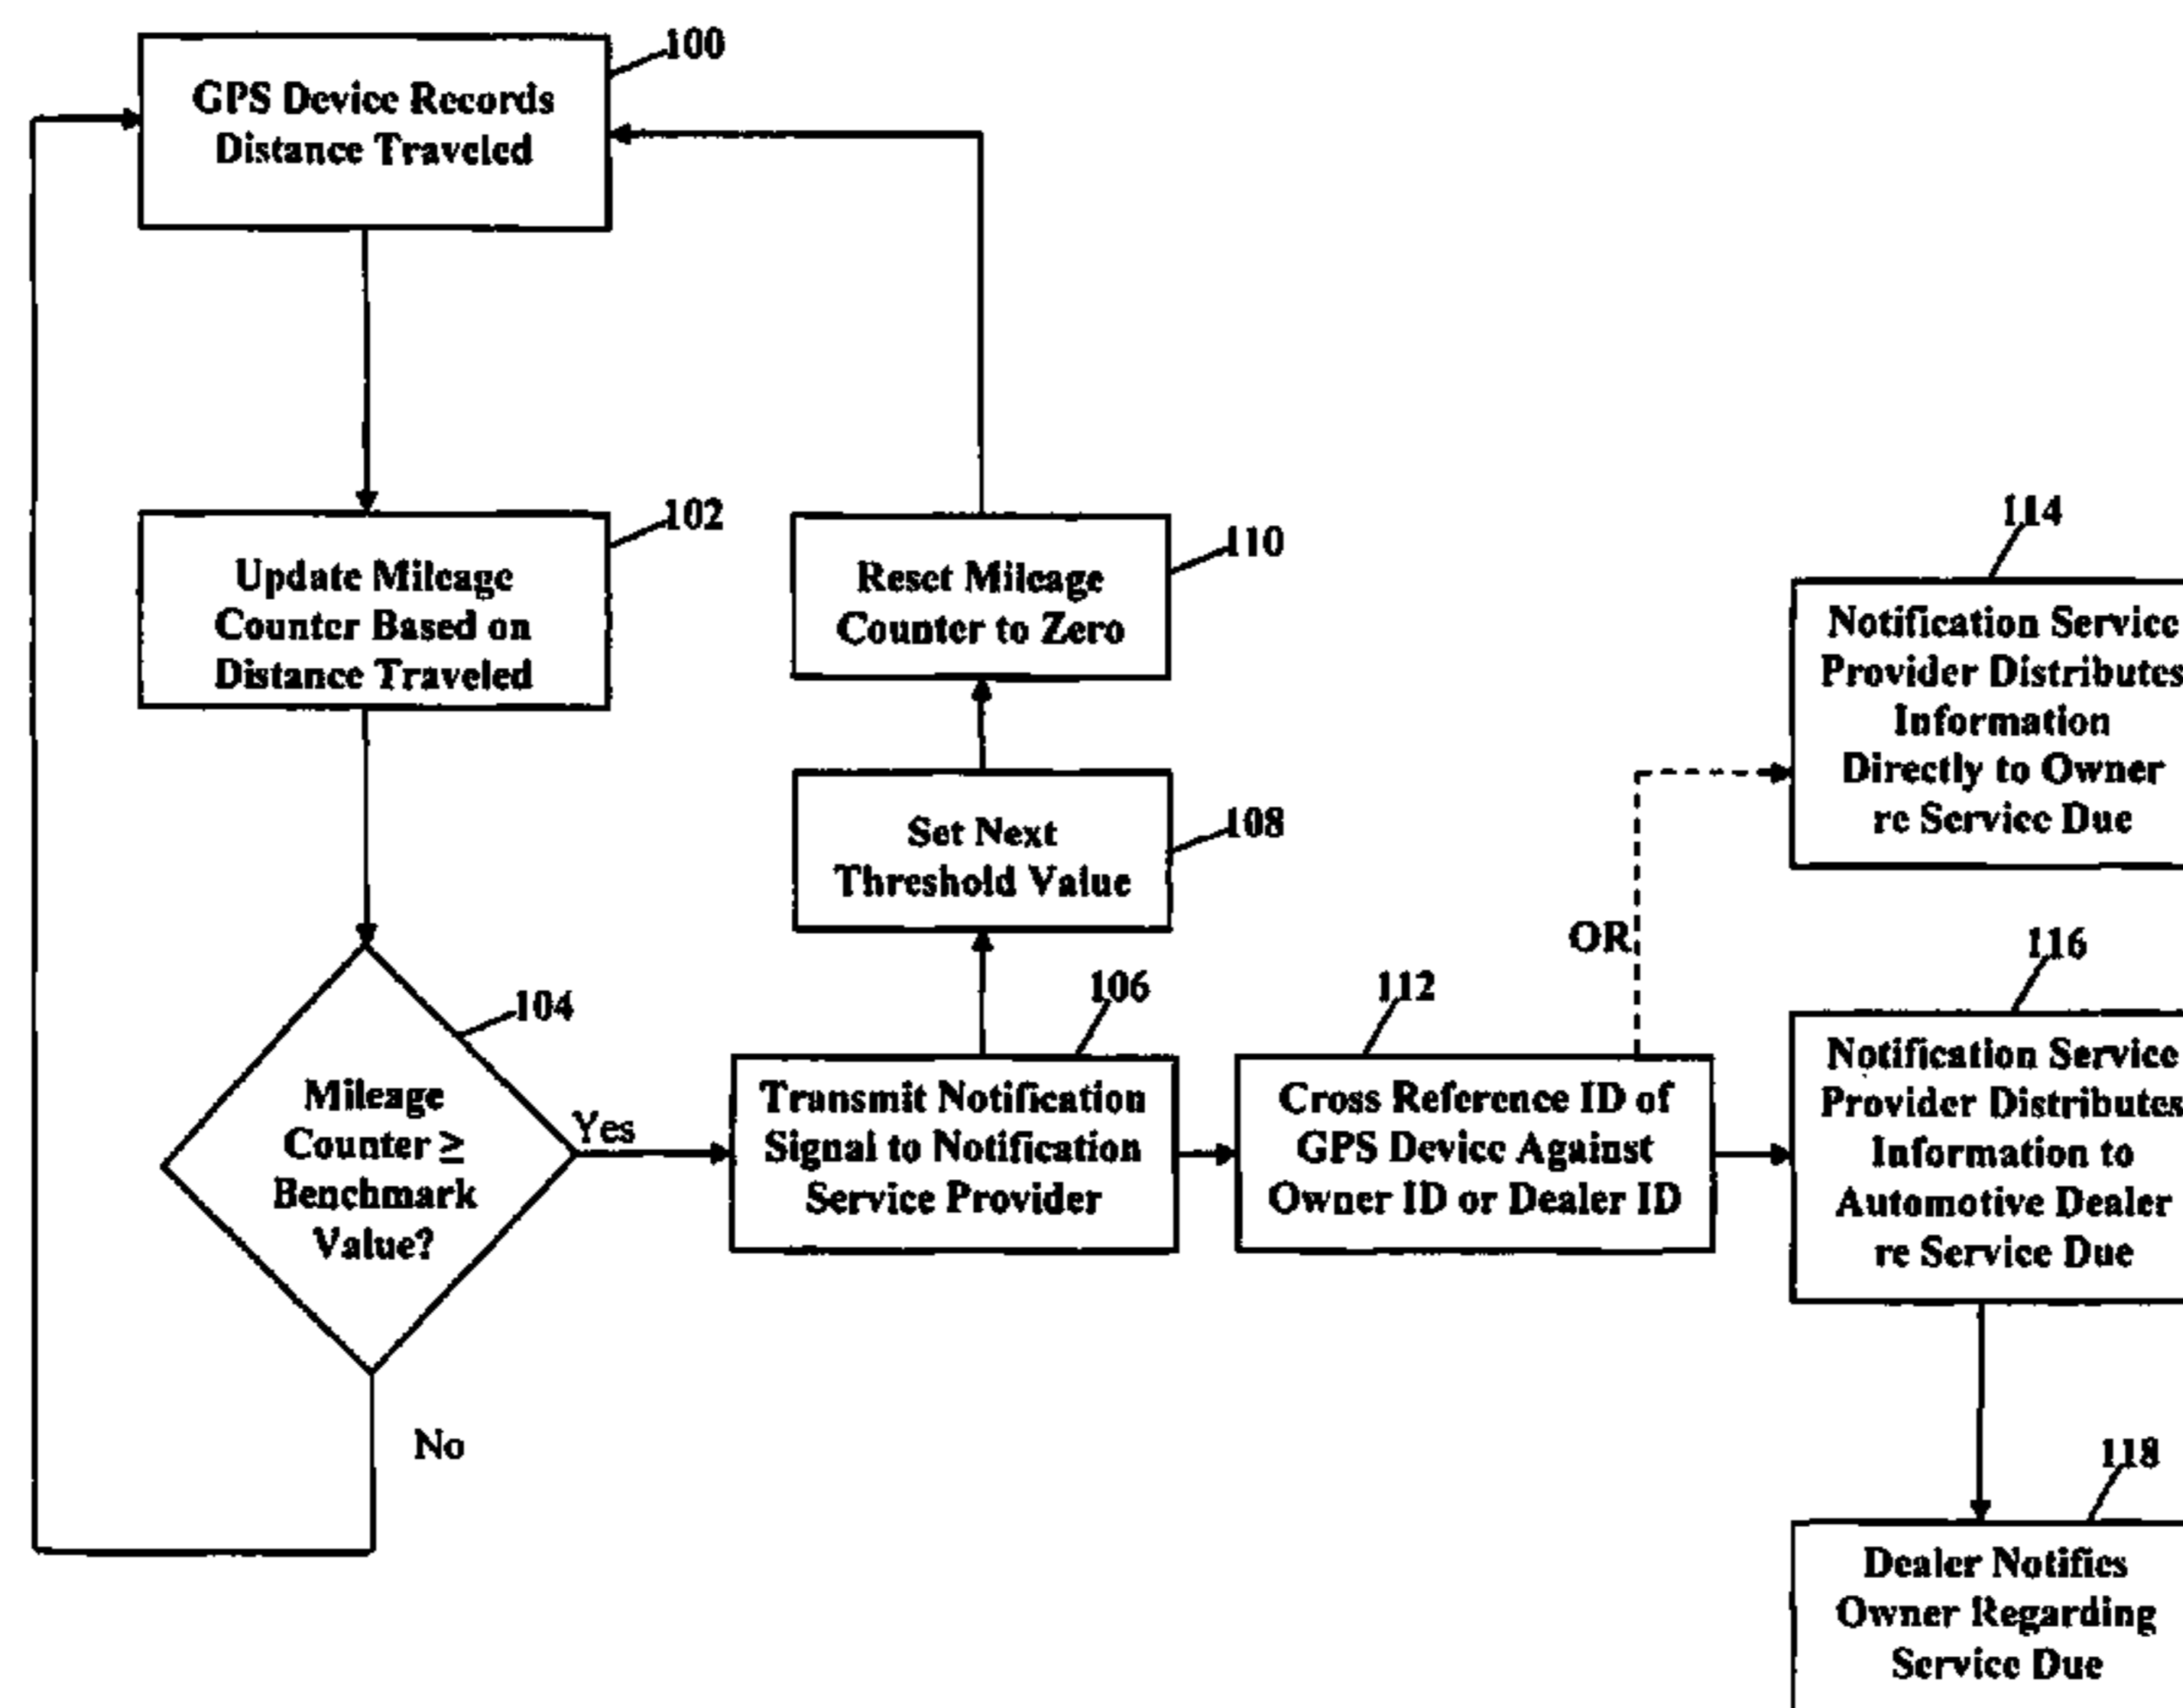 100
GPS Device Records
Distance Traveled
102
Update Mileage
Counter Based on
Distance Traveled
104
Mileage
Counter ≥
Benchmark
Value?
Yes
No
106
Transmit Notification
Signal to Notification
Service Provider
108
Set Next
Threshold Value
110
Reset Mileage
Counter to Zero
112
Cross Reference ID of
GPS Device Against
Owner ID or Dealer ID
OR
114
Notification Service
Provider Distributes
Information
Directly to Owner
re Service Due
116
Notification Service
Provider Distributes
Information to
Automotive Dealer
re Service Due
118
Dealer Notifies
Owner Regarding
Service Due